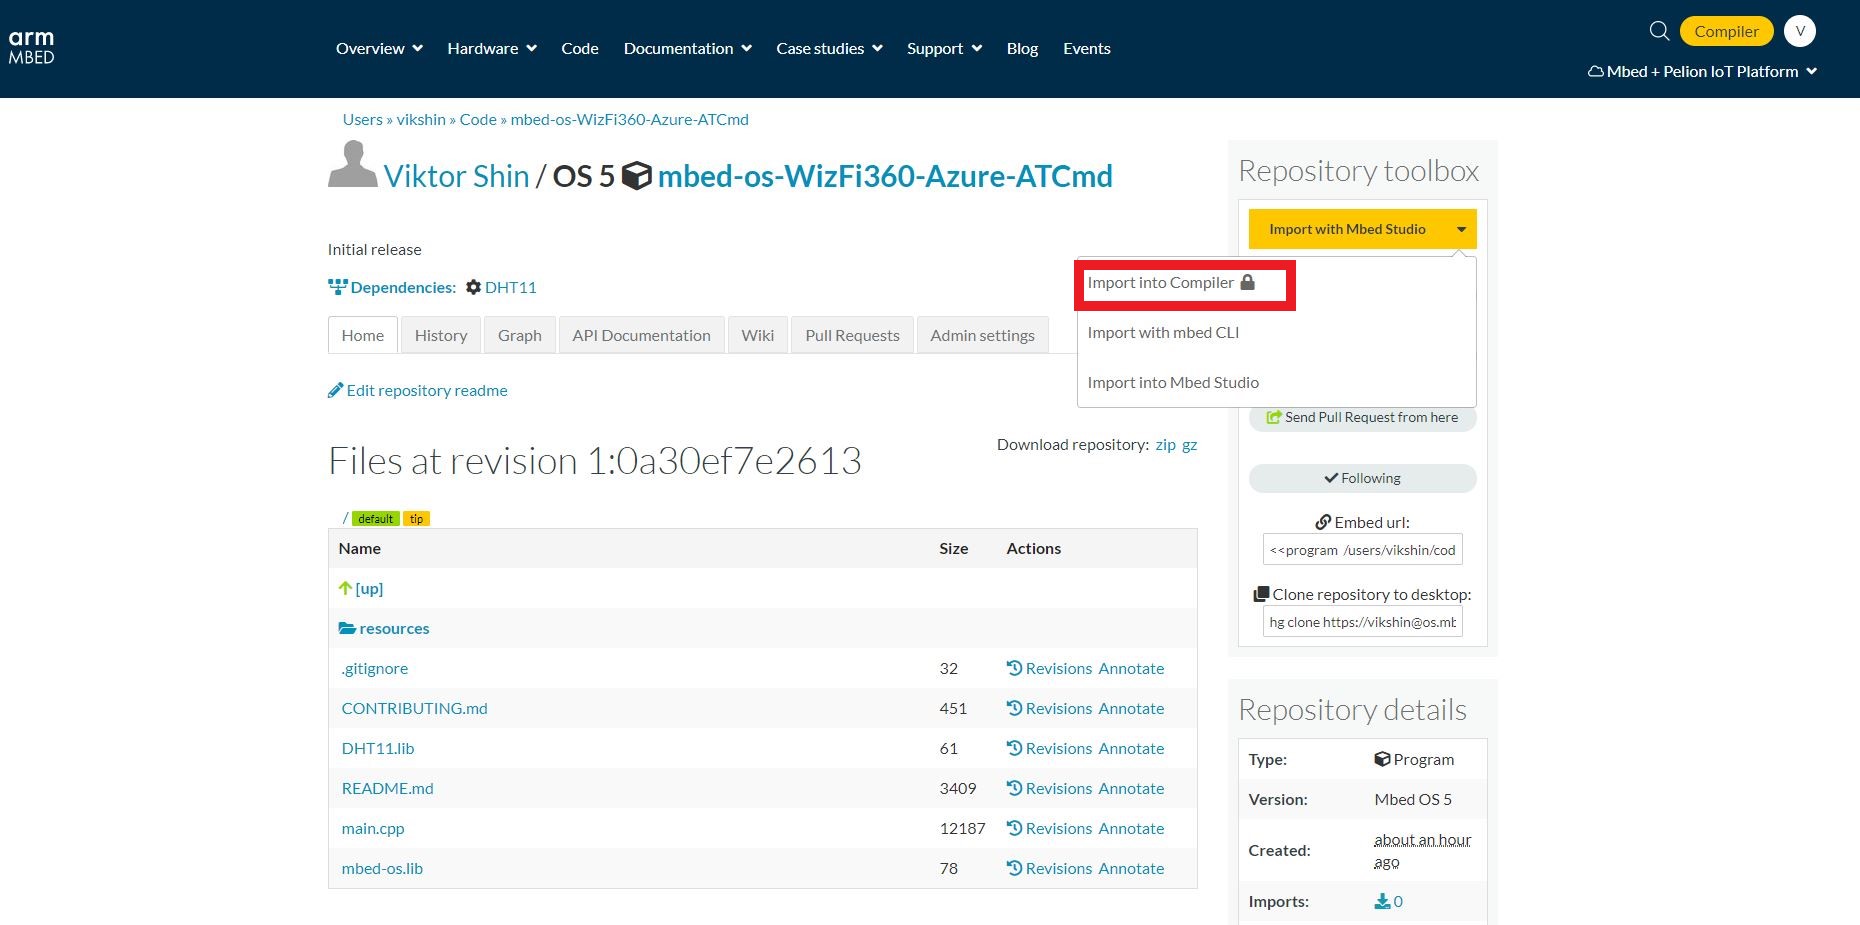 arm
MBED
Overview Hardware Code Documentation Case studies Support Blog Events
Compiler V
Mbed + Pelion IoT Platform
Users » vikshin » Code » mbed-os-WizFi360-Azure-ATCmd
Viktor Shin / OS 5 mbed-os-WizFi360-Azure-ATCmd
Initial release
Dependencies: DHT11
Home History Graph API Documentation Wiki Pull Requests Admin settings
Edit repository readme
Files at revision 1:0a30ef7e2613
Download repository: zip gz
/ default tip
Name Size Actions
[up]
resources
.gitignore 32 Revisions Annotate
CONTRIBUTING.md 451 Revisions Annotate
DHT11.lib 61 Revisions Annotate
README.md 3409 Revisions Annotate
main.cpp 12187 Revisions Annotate
mbed-os.lib 78 Revisions Annotate
Repository toolbox
Import with Mbed Studio
Import into Compiler
Import with mbed CLI
Import into Mbed Studio
Send Pull Request from here
Following
Embed url:
<<program /users/vikshin/cod
Clone repository to desktop:
hg clone https://vikshin@os.mb
Repository details
Type: Program
Version: Mbed OS 5
Created: about an hour
ago
Imports: 0